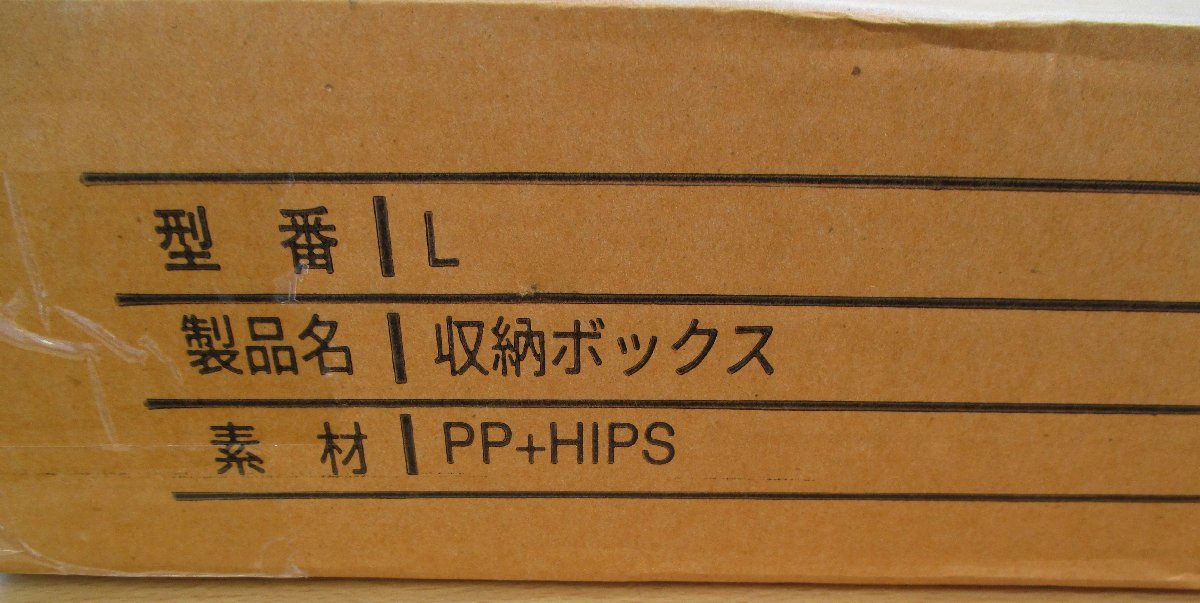 型 番 | L
製品名 | 収納ボックス
素 材 | PP+HIPS